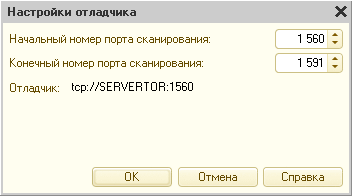 Настройки отладчика
Начальный номер порта сканирования: 1 560
Конечный номер порта сканирования: 1 591
Отладчик: tcp://SERVERTOR:1560
OK Отмена Справка